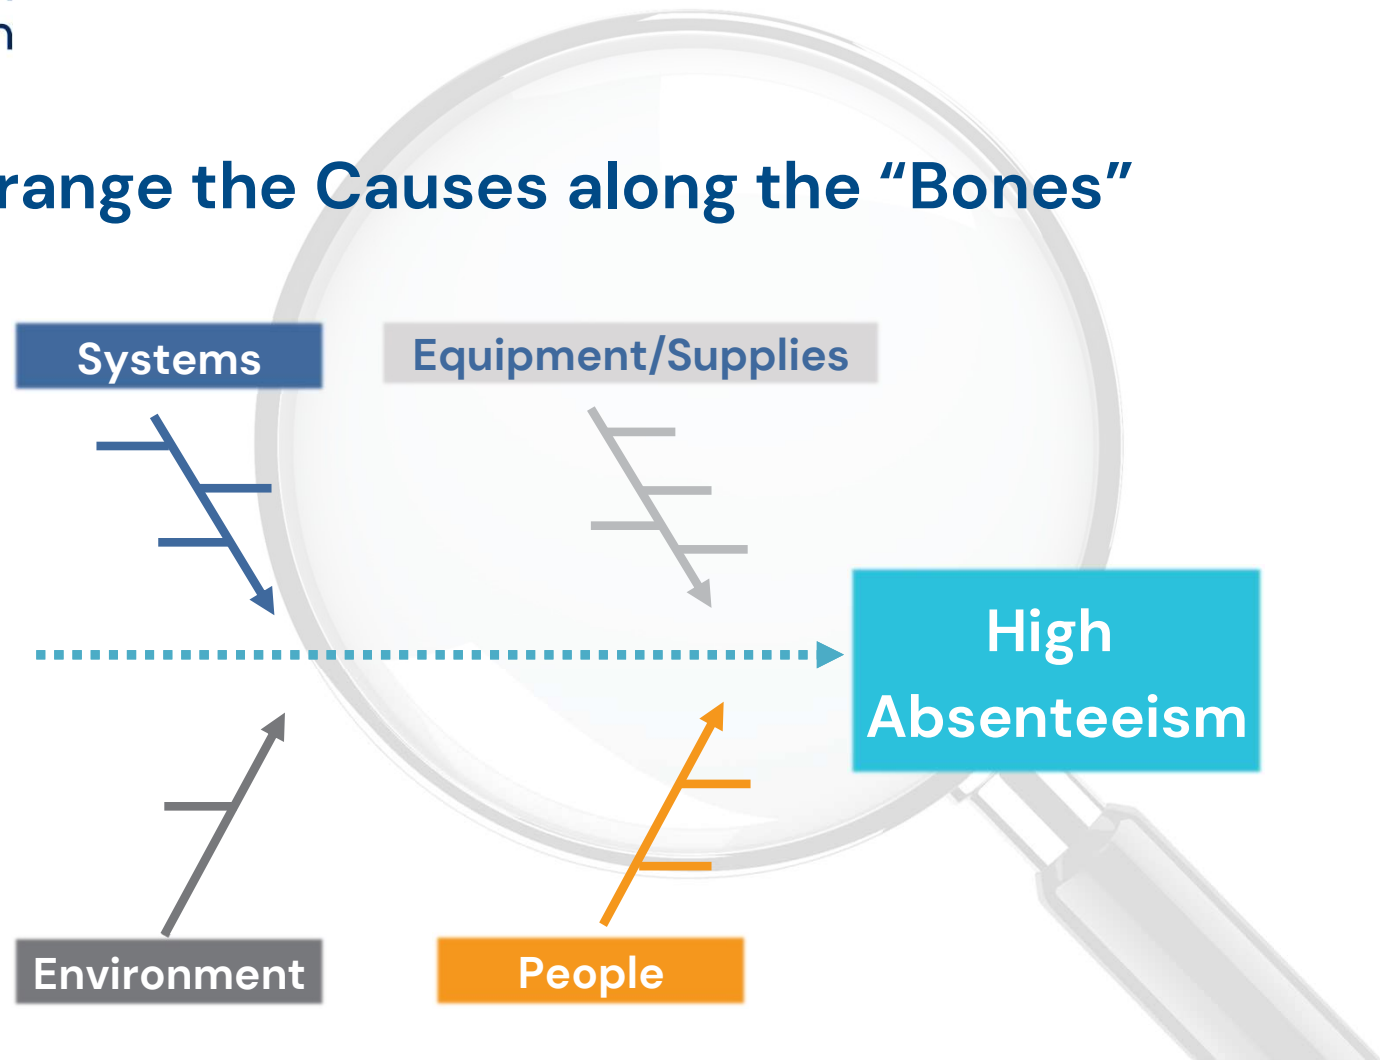 range the Causes along the “Bones”
Systems
Equipment/Supplies
High
Absenteeism
Environment
People